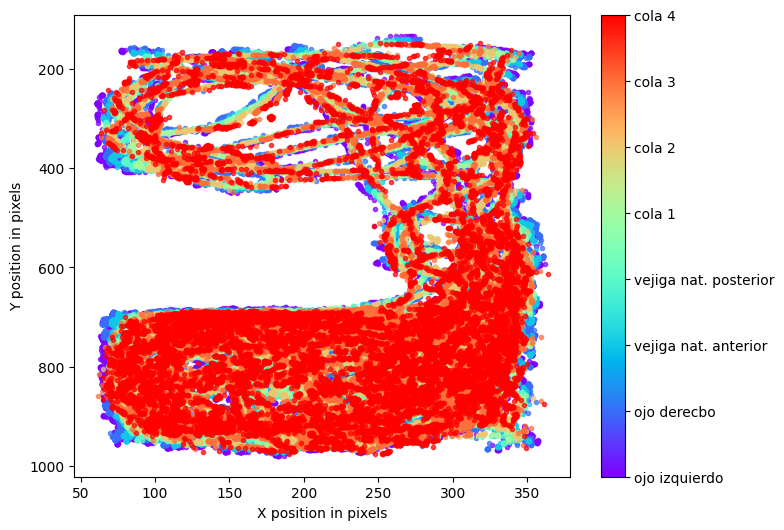 Y position in pixels
200
400
600
800
1000
50
100
150
200
250
300
350
X position in pixels
cola 4
cola 3
cola 2
cola 1
vejiga nat. posterior
vejiga nat. anterior
ojo derecbo
ojo izquierdo